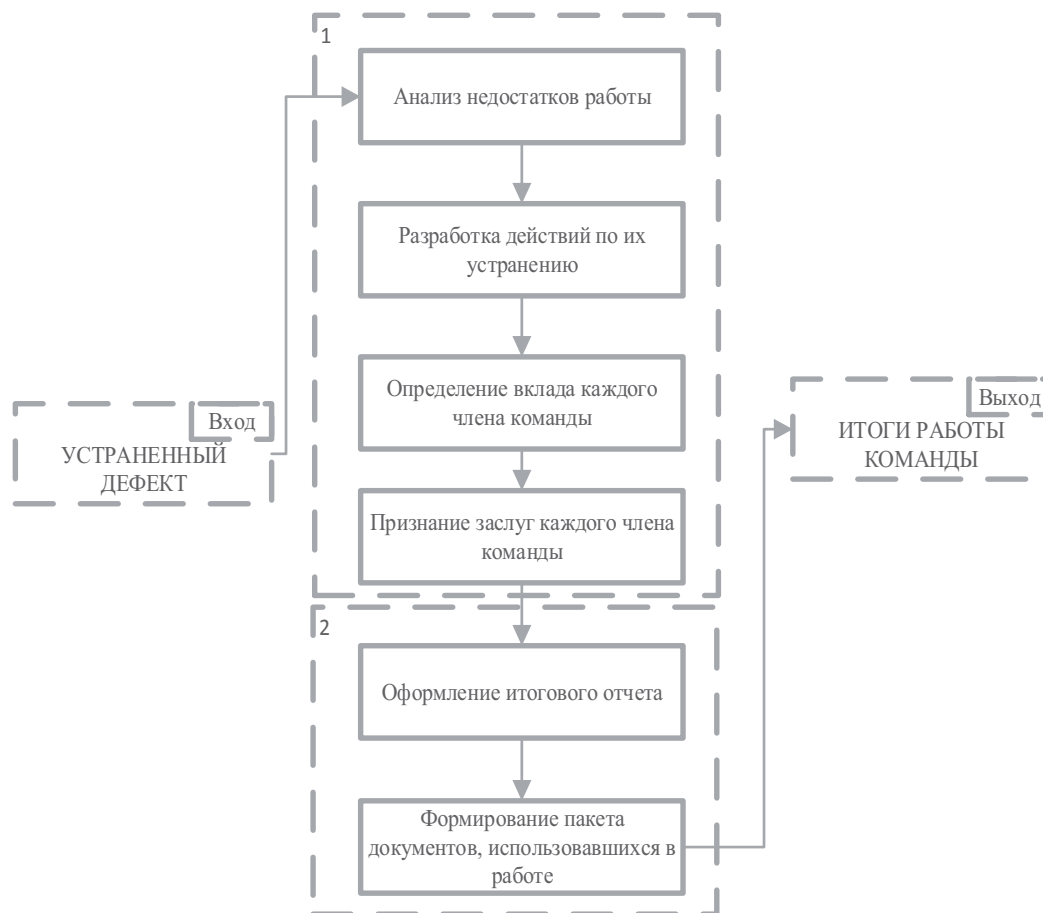 1
Анализ недостатков работы
Разработка действий по их
устранению
Определение вклада каждого
члена команды
Признание заслуг каждого члена
команды
Вход
УСТРАНЕННЫЙ
ДЕФЕКТ
2
Оформление итогового отчета
Формирование пакета
документов, использовавшихся в
работе
Выход
ИТОГИ РАБОТЫ
КОМАНДЫ